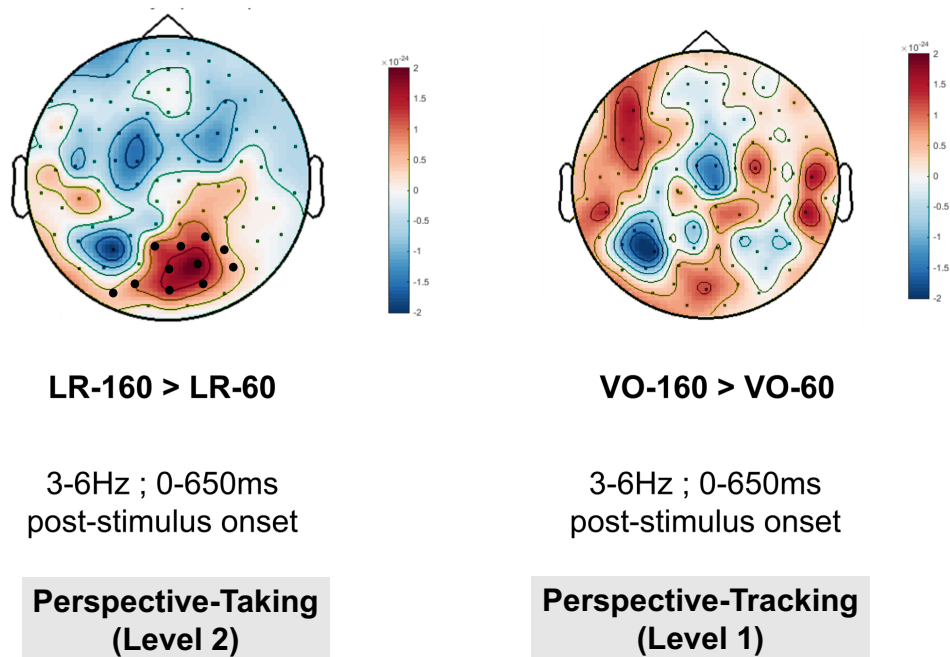 ×10⁻²⁴
2
1.5
1
0.5
0
-0.5
-1
-1.5
-2
×10⁻²⁴
2
1.5
1
0.5
0
-0.5
-1
-1.5
-2
LR-160 > LR-60
VO-160 > VO-60
3-6Hz ; 0-650ms
post-stimulus onset
3-6Hz ; 0-650ms
post-stimulus onset
Perspective-Taking
(Level 2)
Perspective-Tracking
(Level 1)